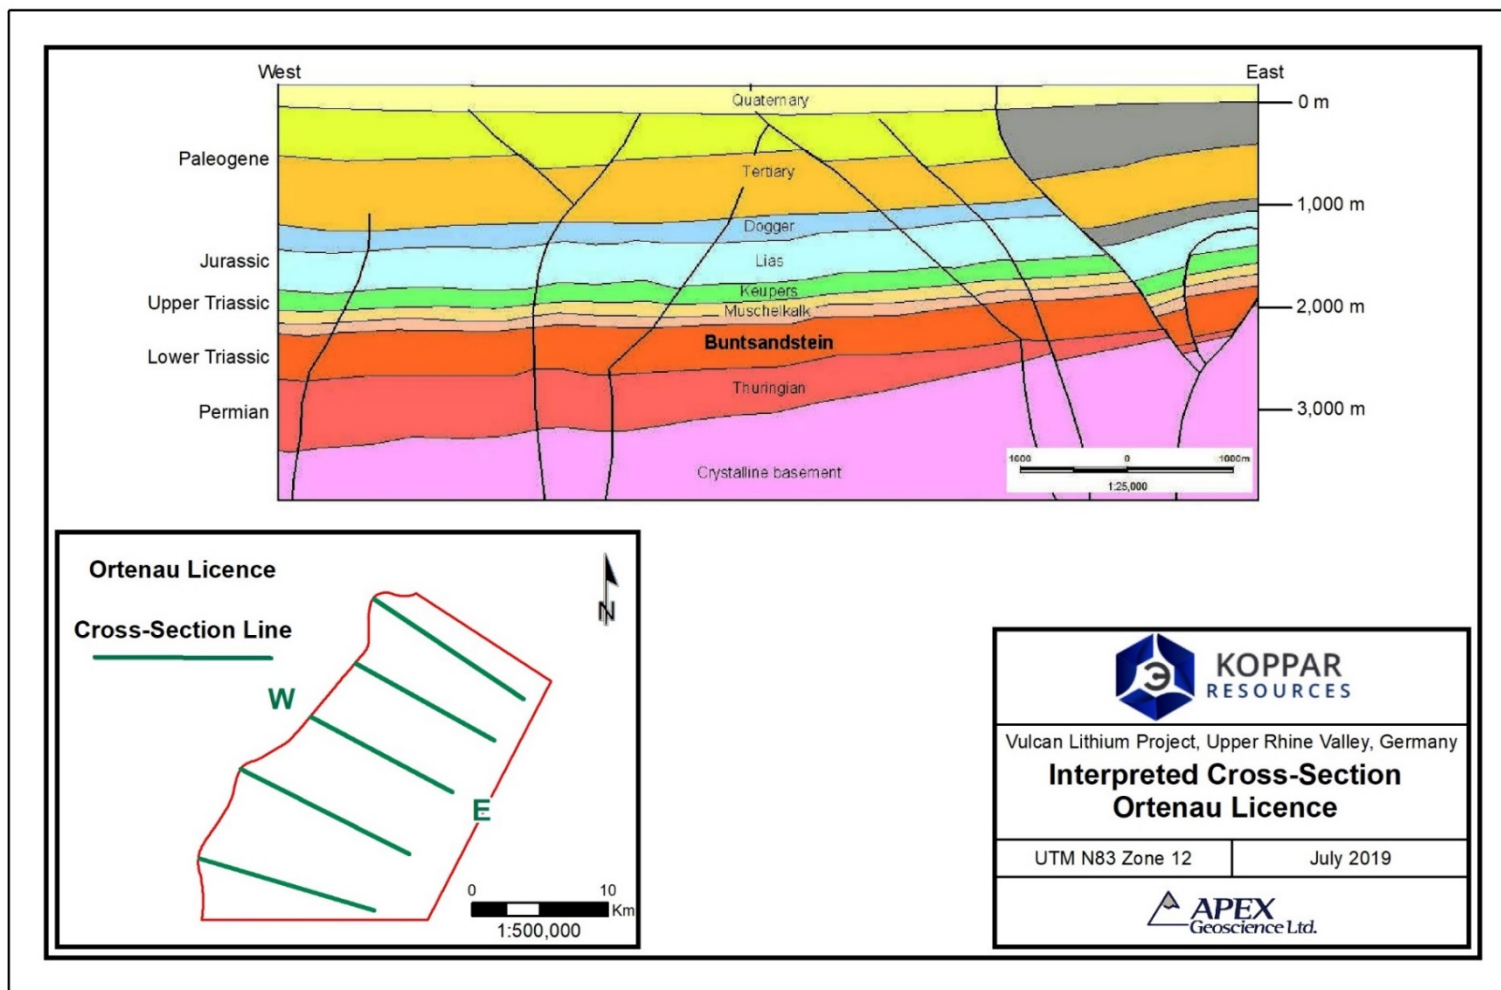 West
East
Quaternary
0 m
Paleogene
Tertiary
1,000 m
Dogger
Jurassic
Lias
Keupers
Upper Triassic
Muschelkalk
2,000 m
Buntsandstein
Lower Triassic
Thuringian
Permian
3,000 m
1000 0 1000m
1:25,000
Crystalline basement
Ortenau Licence
Cross-Section Line
N
W
E
0 10
Km
1:500,000
KOPPAR
RESOURCES
Vulcan Lithium Project, Upper Rhine Valley, Germany
Interpreted Cross-Section
Ortenau Licence
UTM N83 Zone 12
July 2019
APEX
Geoscience Ltd.